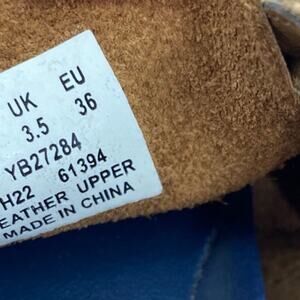 UK EU
3.5 36
YB27284
H22 61394
EATHER UPPER
MADE IN CHINA